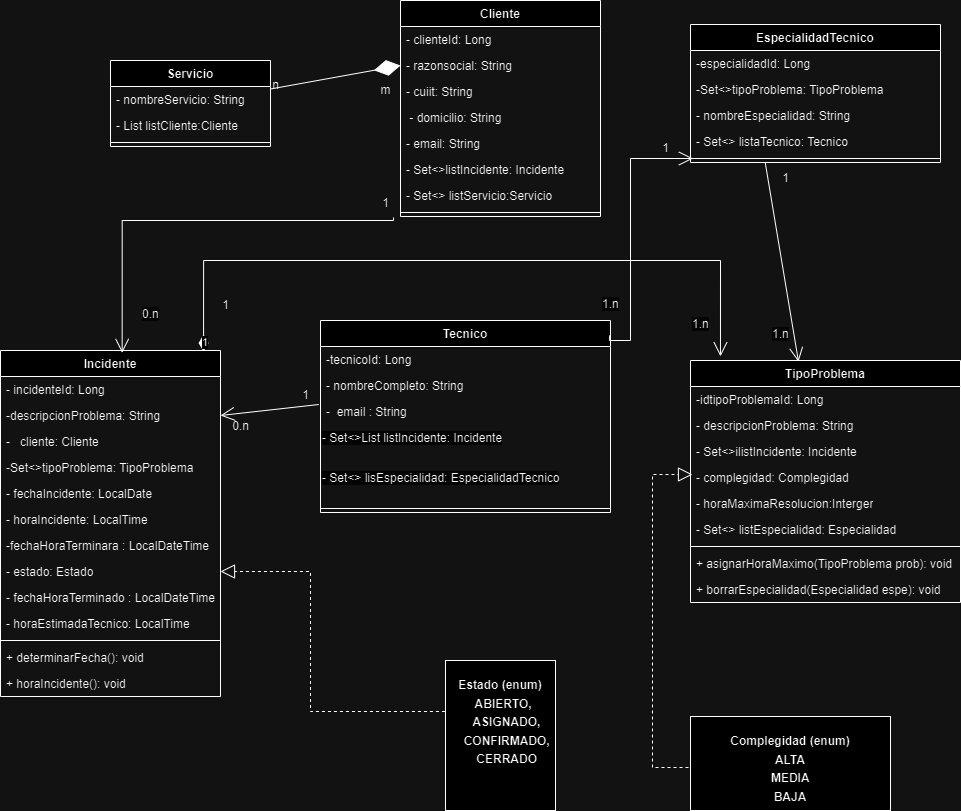 Cliente
- clienteId: Long
- razonsocial: String
- cuiit: String
- domicilio: String
- email: String
- Set<>listIncidente: Incidente
- Set<> listServicio:Servicio
Servicio
- nombreServicio: String
- List listCliente:Cliente
n
m
EspecialidadTecnico
-especialidadId: Long
-Set<>tipoProblema: TipoProblema
- nombreEspecialidad: String
- Set<> listaTecnico: Tecnico
1
1
1
0.n
1
1
1.n
1.n
1.n
Tecnico
-tecnicoId: Long
- nombreCompleto: String
- email : String
- Set<>List listIncidente: Incidente
- Set<> lisEspecialidad: EspecialidadTecnico
1
0.n
Incidente
- incidenteId: Long
-descripcionProblema: String
- cliente: Cliente
-Set<>tipoProblema: TipoProblema
- fechaIncidente: LocalDate
- horaIncidente: LocalTime
-fechaHoraTerminara : LocalDateTime
- estado: Estado
- fechaHoraTerminado : LocalDateTime
- horaEstimadaTecnico: LocalTime
+ determinarFecha(): void
+ horaIncidente(): void
TipoProblema
-idtipoProblemaId: Long
- descripcionProblema: String
- Set<>ilistIncidente: Incidente
- complegidad: Complegidad
- horaMaximaResolucion:Interger
- Set<> listEspecialidad: Especialidad
+ asignarHoraMaximo(TipoProblema prob): void
+ borrarEspecialidad(Especialidad espe): void
Estado (enum)
ABIERTO,
ASIGNADO,
CONFIRMADO,
CERRADO
Complegidad (enum)
ALTA
MEDIA
BAJA